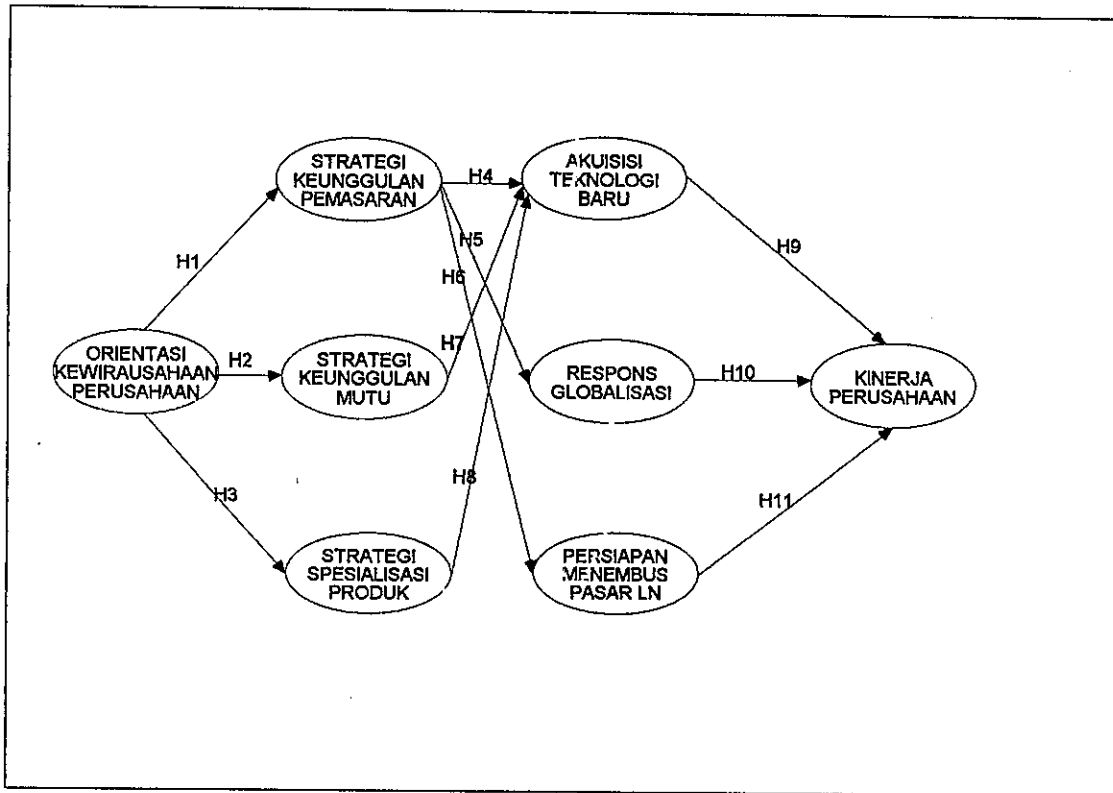 STRATEGI
KEUNGGULAN
PEMASARAN
H4
AKUISISI
TEKNOLOGI
BARU
H5
H1
H6
H9
ORIENTASI
KEWIRAUSAHAAN
PERUSAHAAN
H2
STRATEGI
KEUNGGULAN
MUTU
H7
RESPONS
GLOBALISASI
H10
KINERJA
PERUSAHAAN
H3
H8
H11
STRATEGI
SPESIALISASI
PRODUK
PERSIAPAN
MENEMBUS
PASAR LN